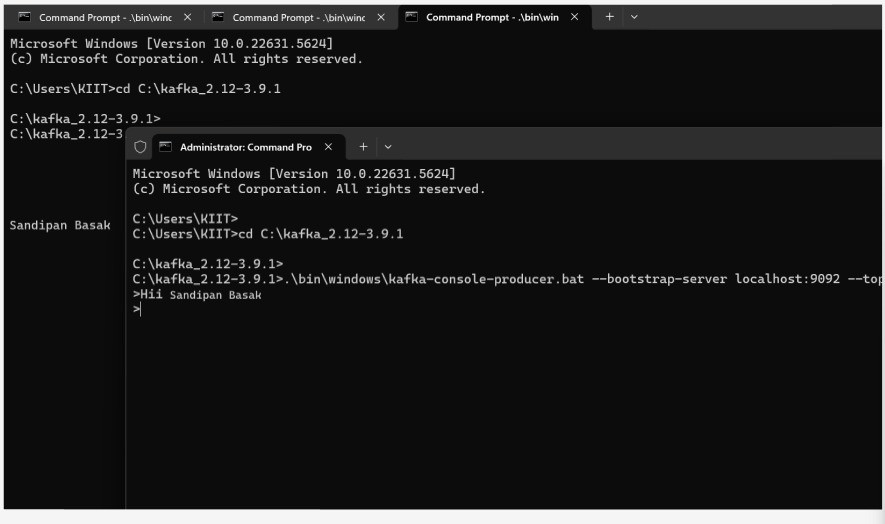 Command Prompt - .\bin\winc
Command Prompt - .\bin\winc
Command Prompt - .\bin\win
Microsoft Windows [Version 10.0.22631.5624]
(c) Microsoft Corporation. All rights reserved.
C:\Users\KIIT>cd C:\kafka_2.12-3.9.1
C:\kafka_2.12-3.9.1>
C:\kafka_2.12-3
Sandipan Basak
Administrator: Command Pro
Microsoft Windows [Version 10.0.22631.5624]
(c) Microsoft Corporation. All rights reserved.
C:\Users\KIIT>
C:\Users\KIIT>cd C:\kafka_2.12-3.9.1
C:\kafka_2.12-3.9.1>
C:\kafka_2.12-3.9.1>.\bin\windows\kafka-console-producer.bat --bootstrap-server localhost:9092 --top
>Hii Sandipan Basak
>